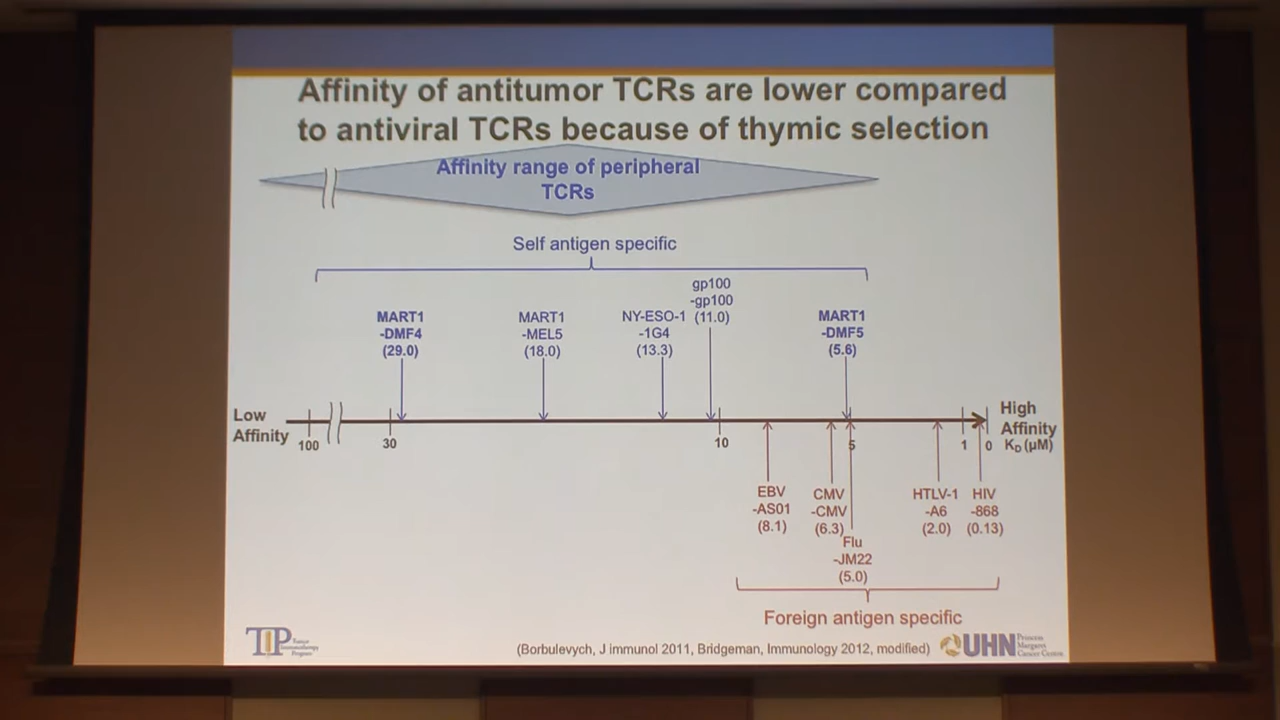 Affinity of antitumor TCRs are lower compared
to antiviral TCRs because of thymic selection
Affinity range of peripheral
TCRs
Self antigen specific
MART1
-DMF4
(29.0)
MART1
-MEL5
(18.0)
NY-ESO-1
-1G4
(13.3)
gp100
-gp100
(11.0)
MART1
-DMF5
(5.6)
Low
Affinity
100
30
10
5
1
0
High
Affinity
K_D (µM)
EBV
-AS01
(8.1)
CMV
-CMV
(6.3)
Flu
-JM22
(5.0)
HTLV-1
-A6
(2.0)
HIV
-868
(0.13)
Foreign antigen specific
TIP
Tumor
Immunotherapy
Program
(Borbulevych, J immunol 2011, Bridgeman, Immunology 2012, modified)
UHN
Princess
Margaret
Cancer Centre